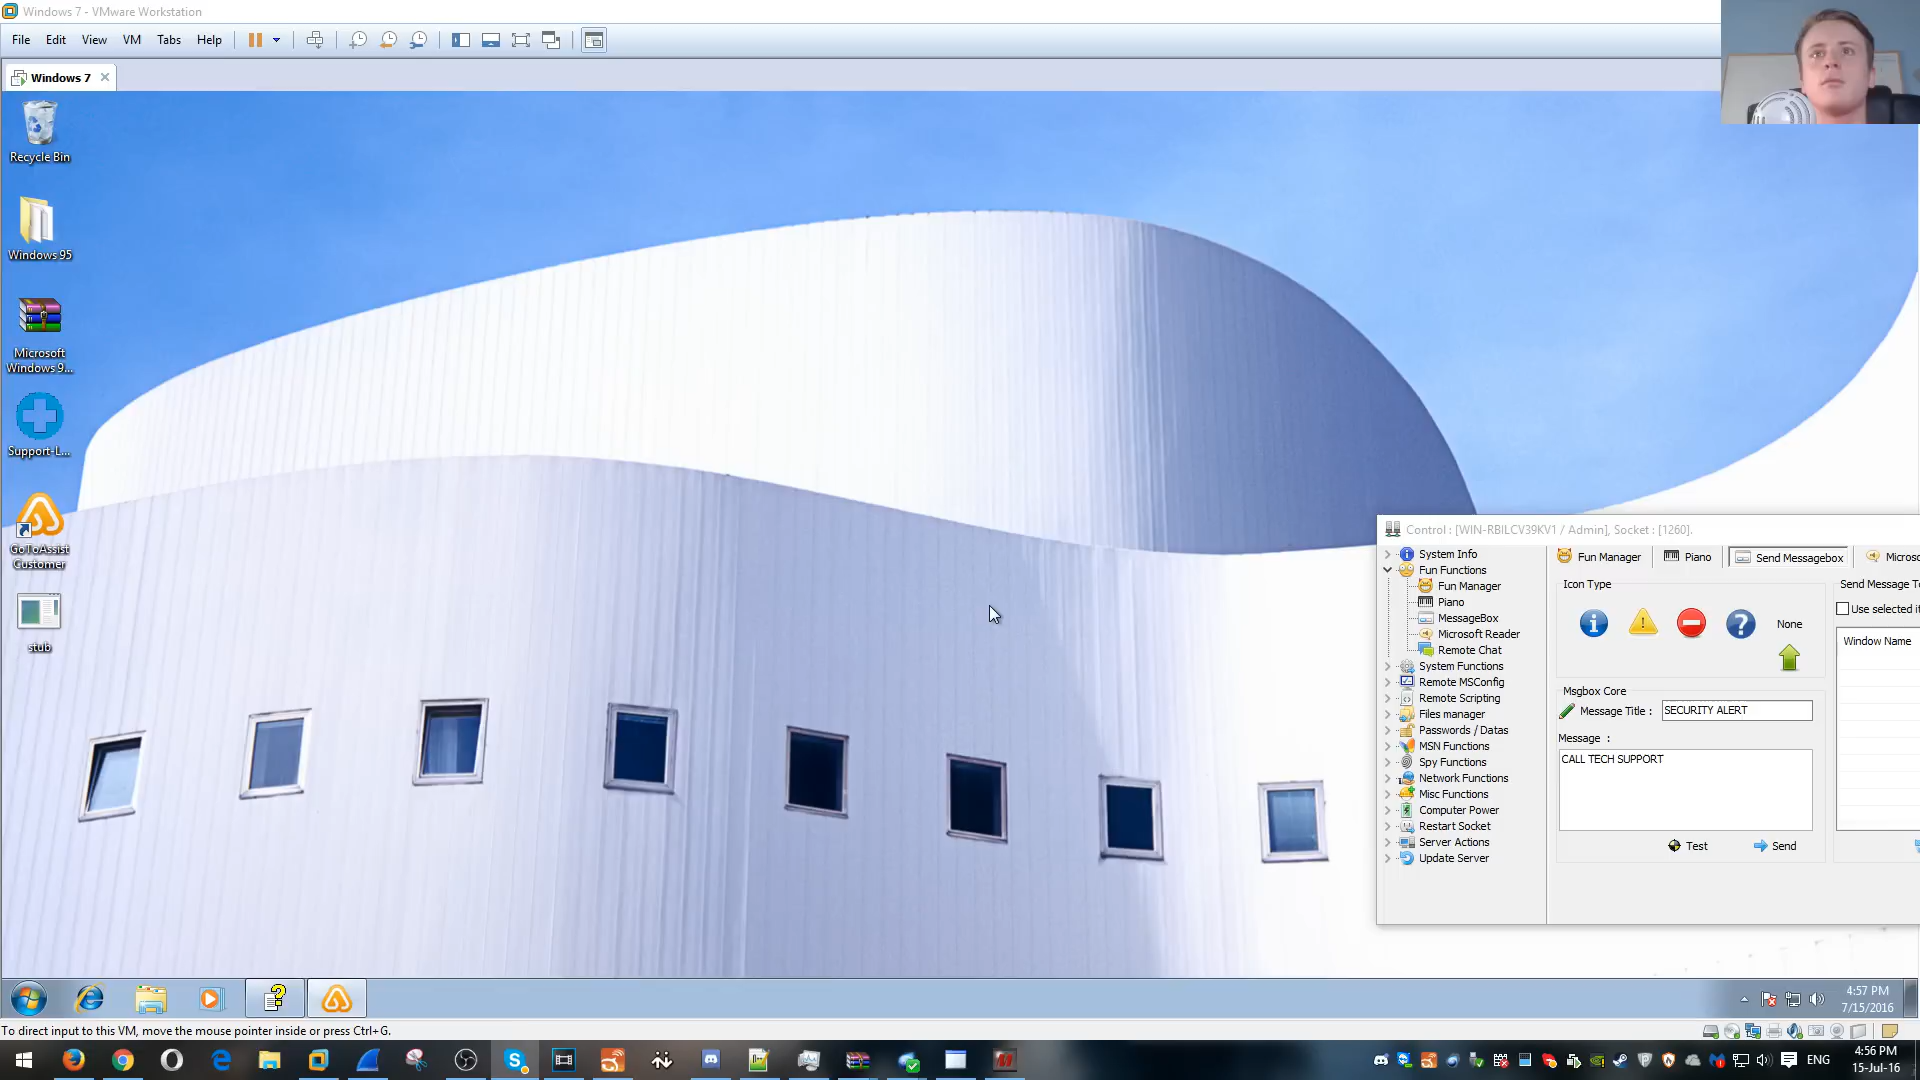 Windows 7 - VMware Workstation
File Edit View VM Tabs Help
Windows 7
Recycle Bin
Windows 95
Microsoft
Windows 9...
Support-L...
GoToAssist
Customer
stub
Control : [WIN-RBILCV39KV1 / Admin], Socket : [1260].
System Info
Fun Functions
Fun Manager
Piano
MessageBox
Microsoft Reader
Remote Chat
System Functions
Remote MSConfig
Remote Scripting
Files manager
Passwords / Datas
MSN Functions
Spy Functions
Network Functions
Misc Functions
Computer Power
Restart Socket
Server Actions
Update Server
Fun Manager Piano Send Messagebox Microso
Icon Type
None
Msgbox Core
Message Title : SECURITY ALERT
Message :
CALL TECH SUPPORT
Test Send
Send Message To
Use selected it
Window Name
4:57 PM
7/15/2016
To direct input to this VM, move the mouse pointer inside or press Ctrl+G.
ENG
4:56 PM
15-Jul-16